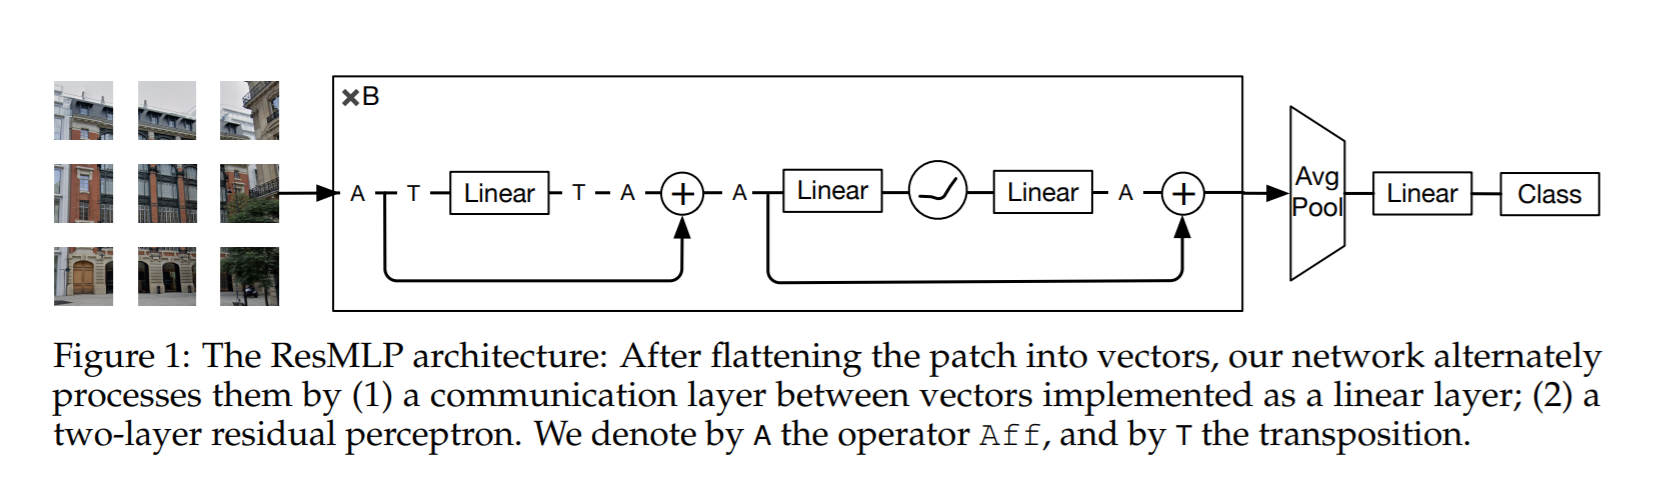 ×B
A T Linear T A + A Linear Linear A +
Avg
Pool
Linear Class
Figure 1: The ResMLP architecture: After flattening the patch into vectors, our network alternately
processes them by (1) a communication layer between vectors implemented as a linear layer; (2) a
two-layer residual perceptron. We denote by A the operator Aff, and by T the transposition.